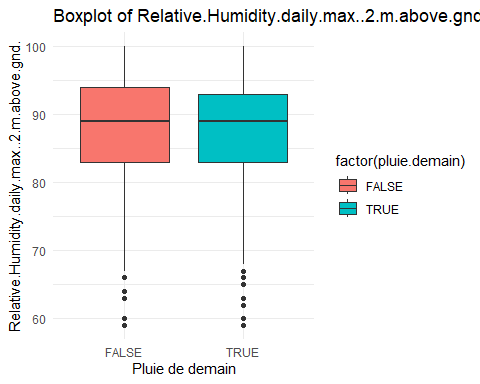 Boxplot of Relative.Humidity.daily.max..2.m.above.gnd
Relative.Humidity.daily.max..2.m.above.gnd.
100
90
80
70
60
FALSE
TRUE
Pluie de demain
factor(pluie.demain)
FALSE
TRUE